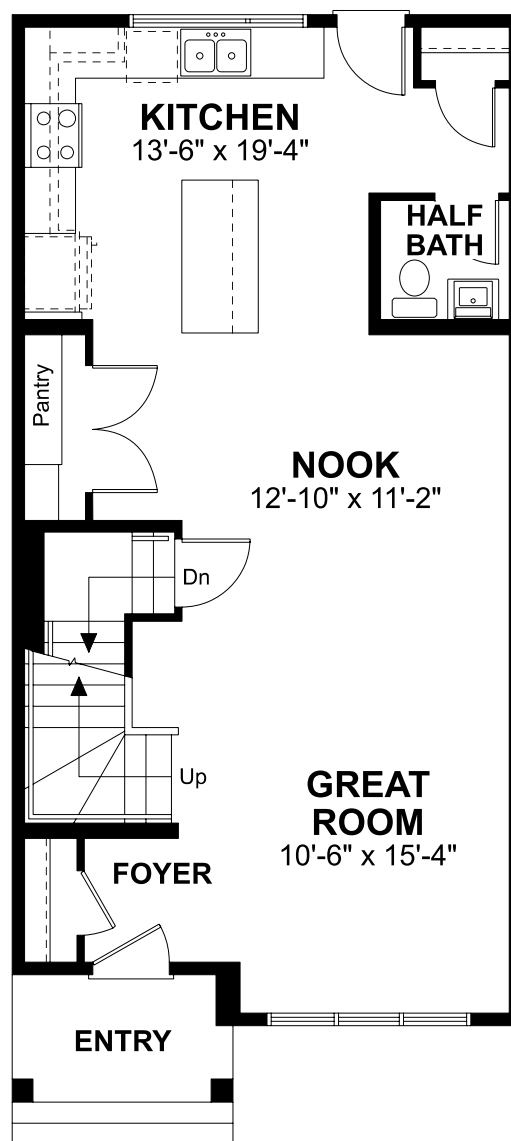 KITCHEN
13'-6" x 19'-4"
HALF
BATH
Pantry
NOOK
12'-10" x 11'-2"
Dn
Up
GREAT
ROOM
10'-6" x 15'-4"
FOYER
ENTRY